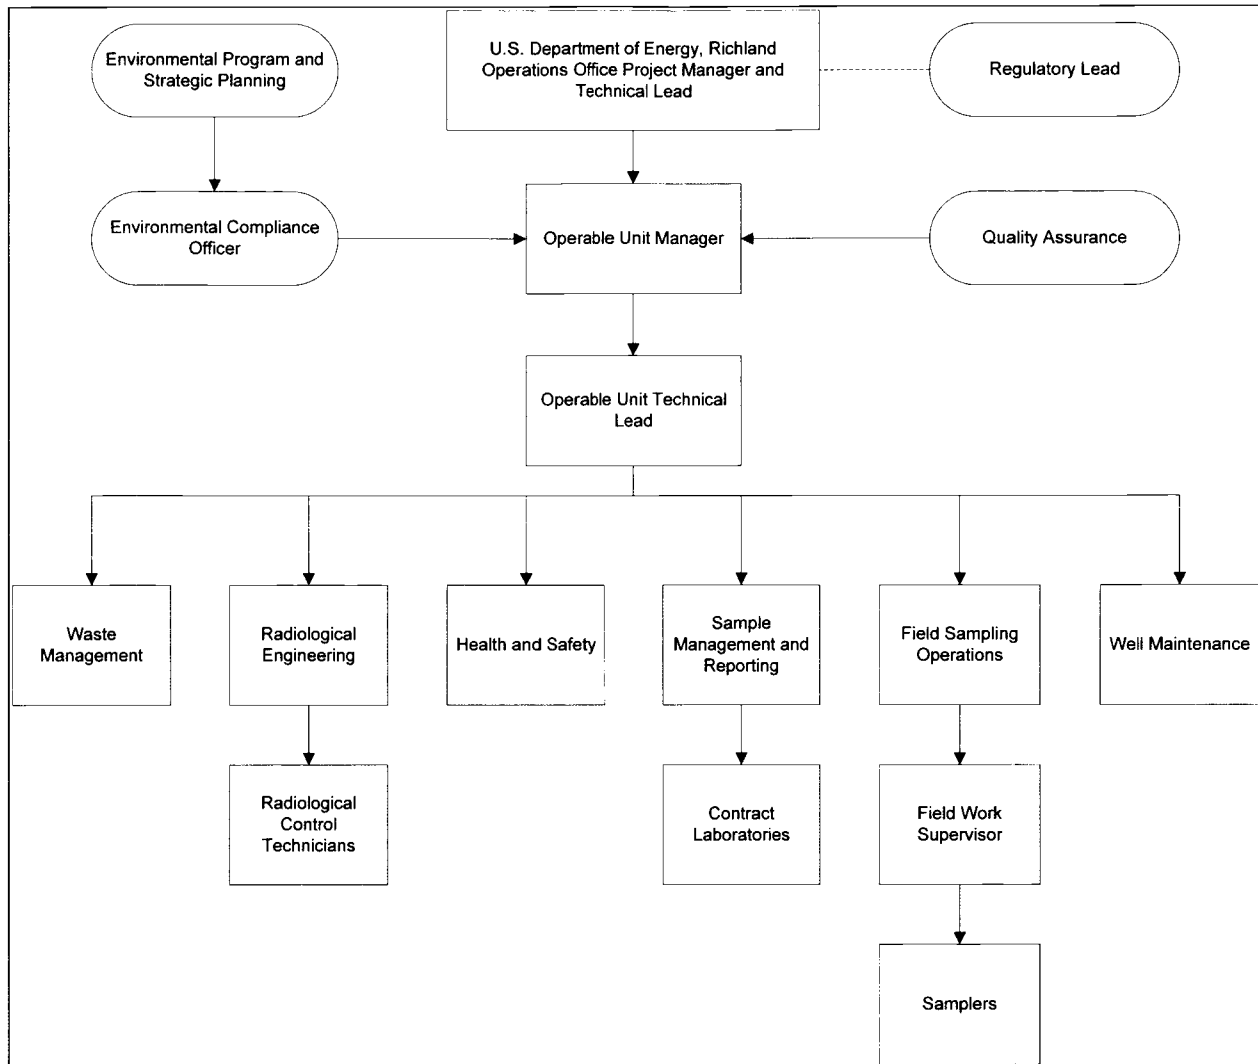 Environmental Program and
Strategic Planning
U.S. Department of Energy, Richland
Operations Office Project Manager and
Technical Lead
Regulatory Lead
Environmental Compliance
Officer
Operable Unit Manager
Quality Assurance
Operable Unit Technical
Lead
Waste
Management
Radiological
Engineering
Health and Safety
Sample
Management and
Reporting
Field Sampling
Operations
Well Maintenance
Radiological
Control
Technicians
Contract
Laboratories
Field Work
Supervisor
Samplers